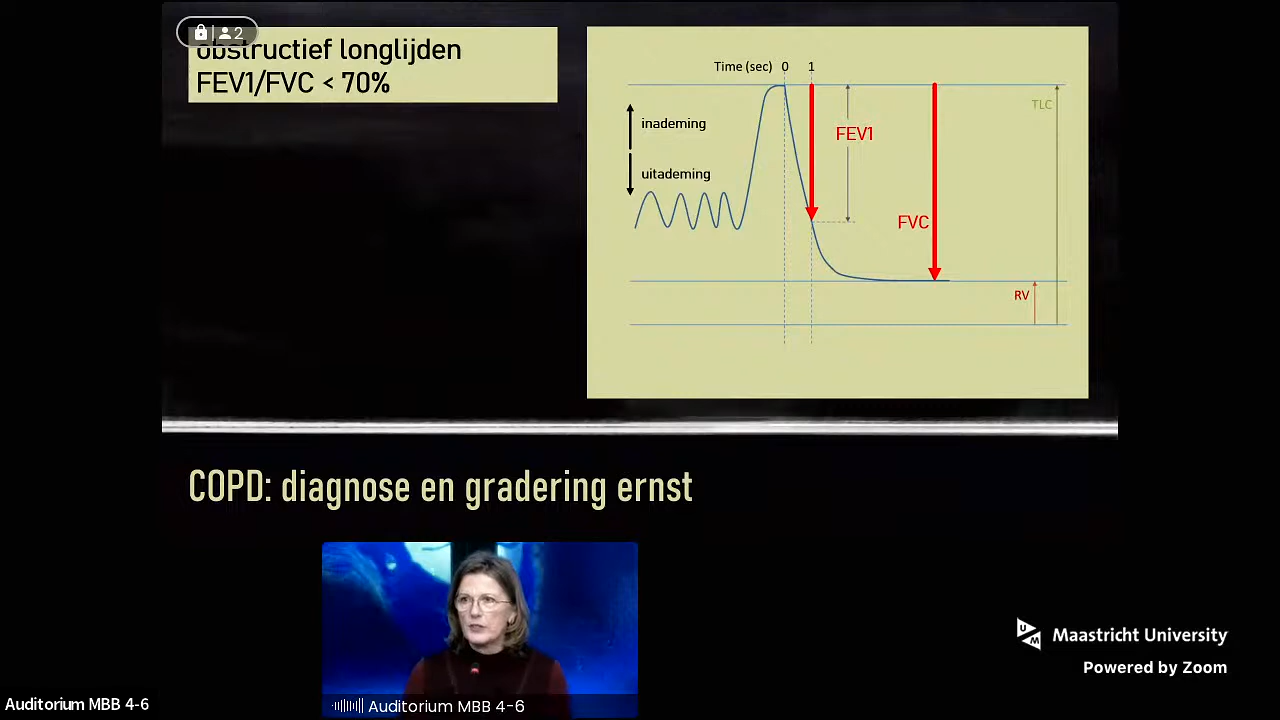 2
obstructief longlijden
FEV1/FVC < 70%
Time (sec) 0 1
TLC
inademing
FEV1
uitademing
FVC
RV
COPD: diagnose en gradering ernst
UM
Maastricht University
Powered by Zoom
Auditorium MBB 4-6
Auditorium MBB 4-6